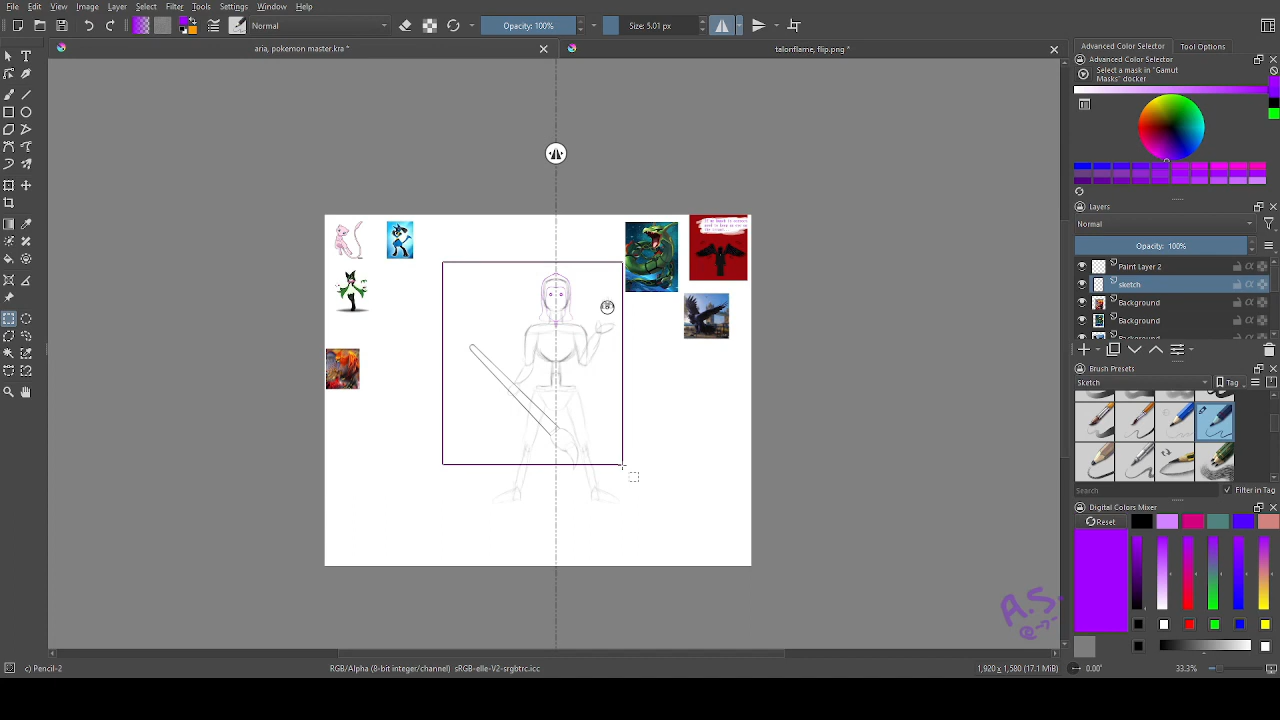 File Edit View Image Layer Select Filter Tools Settings Window Help
Normal
Opacity: 100%
Size: 5.01 px
aria, pokemon master.kra *
talonflame, flip.png *
Advanced Color Selector
Tool Options
Advanced Color Selector
Select a mask in "Gamut
Masks" docker
Layers
Normal
Opacity: 100%
Paint Layer 2
sketch
Background
Background
Brush Presets
Sketch
Tag
Search
Filter in Tag
Digital Colors Mixer
Reset
A.S.
c) Pencil-2
RGB/Alpha (8-bit integer/channel) sRGB-elle-V2-srgbtrc.icc
1,920 x 1,580 (17.1 MiB)
0.00°
33.3%